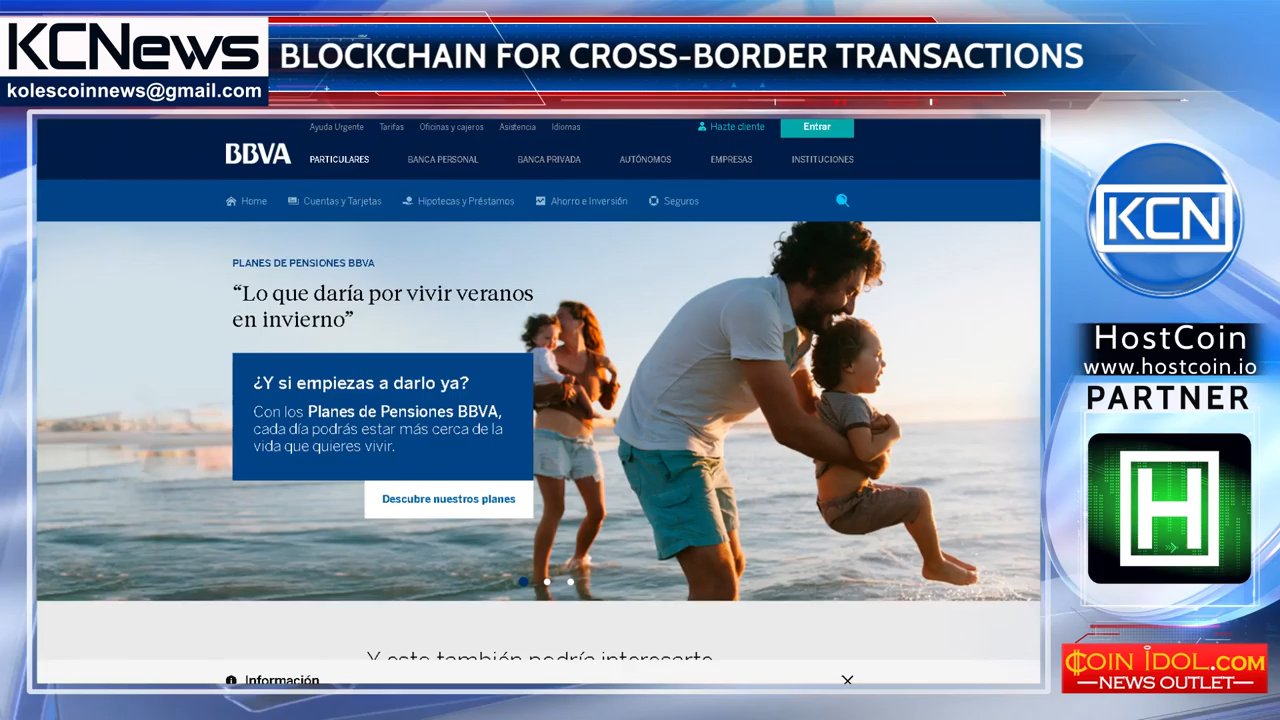 KCNews
kolescoinnews@gmail.com
BLOCKCHAIN FOR CROSS-BORDER TRANSACTIONS
Ayuda Urgente Tarifas Oficinas y cajeros Asistencia Idiomas Hazte cliente Entrar
BBVA PARTICULARES BANCA PERSONAL BANCA PRIVADA AUTÓNOMOS EMPRESAS INSTITUCIONES
Home Cuentas y Tarjetas Hipotecas y Préstamos Ahorro e Inversión Seguros
PLANES DE PENSIONES BBVA
“Lo que daría por vivir veranos
en invierno”
¿Y si empiezas a darlo ya?
Con los Planes de Pensiones BBVA,
cada día podrás estar más cerca de la
vida que quieres vivir.
Descubre nuestros planes
Y esto también podría interesarte
Información
KCN
HostCoin
www.hostcoin.io
PARTNER
H
COIN IDOL.COM
NEWS OUTLET